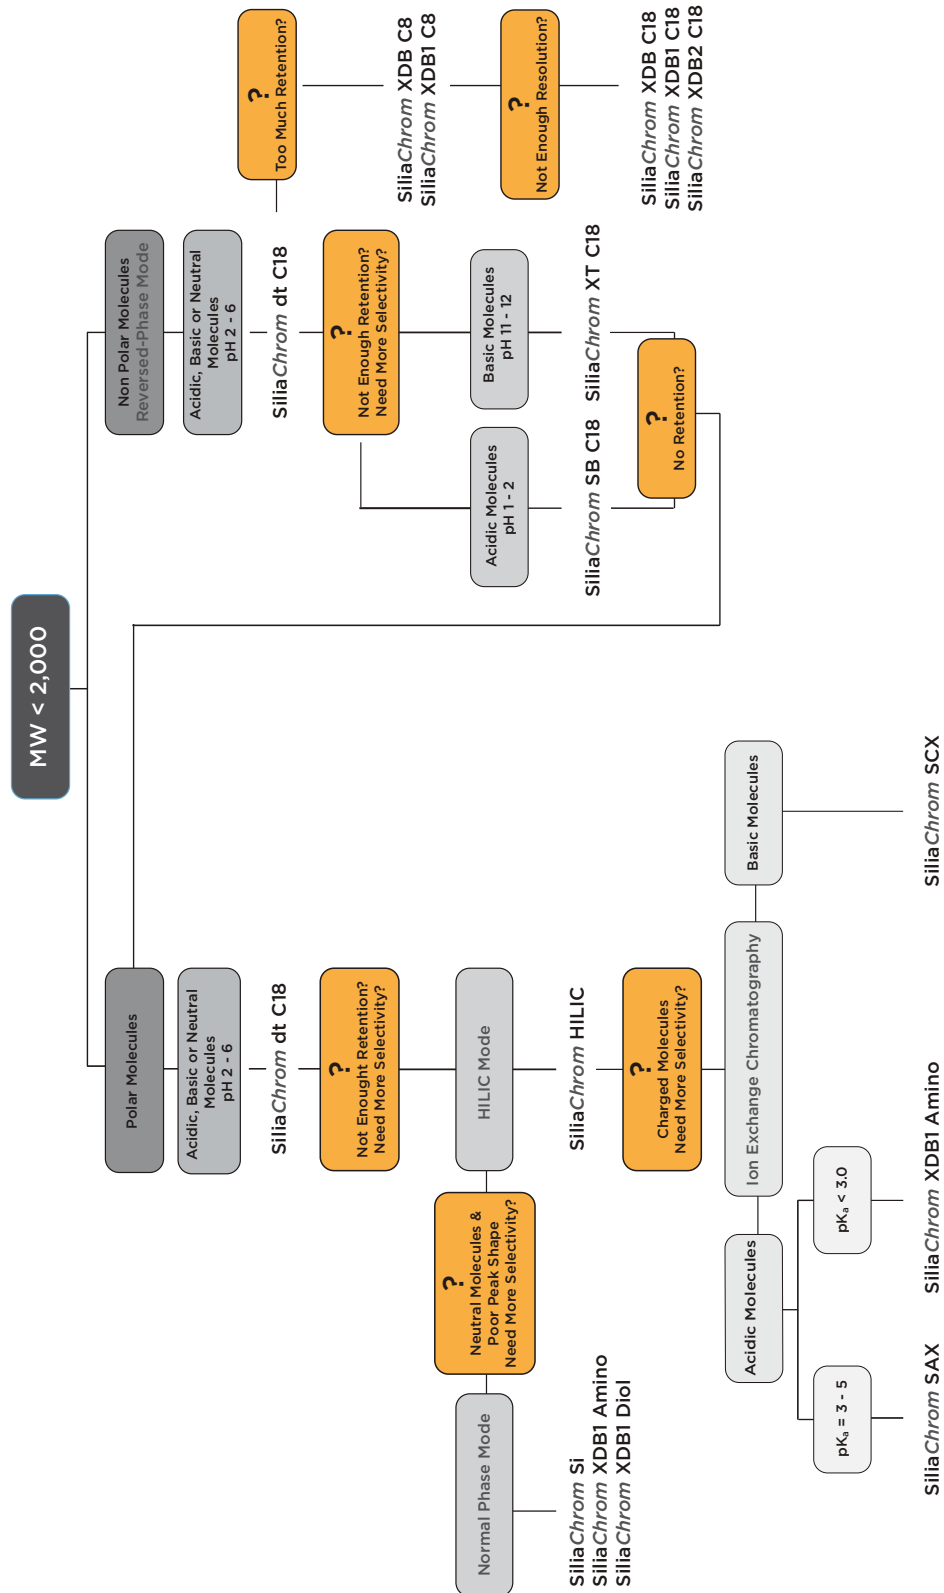 MW < 2,000
Polar Molecules
Acidic, Basic or Neutral
Molecules
pH 2 - 6
SiliaChrom dt C18
?
Not Enought Retention?
Need More Selectivity?
HILIC Mode
?
Neutral Molecules &
Poor Peak Shape
Need More Selectivity?
Normal Phase Mode
SiliaChrom Si
SiliaChrom XDB1 Amino
SiliaChrom XDB1 Diol
SiliaChrom HILIC
?
Charged Molecules
Need More Selectivity?
Ion Exchange Chromatography
Acidic Molecules
pKa = 3 - 5
SiliaChrom SAX
pKa < 3.0
SiliaChrom XDB1 Amino
Basic Molecules
SiliaChrom SCX
Non Polar Molecules
Reversed-Phase Mode
Acidic, Basic or Neutral
Molecules
pH 2 - 6
SiliaChrom dt C18
?
Not Enough Retention?
Need More Selectivity?
Acidic Molecules
pH 1 - 2
SiliaChrom SB C18
Basic Molecules
pH 11 - 12
SiliaChrom XT C18
?
No Retention?
?
Too Much Retention?
SiliaChrom XDB C8
SiliaChrom XDB1 C8
?
Not Enough Resolution?
SiliaChrom XDB C18
SiliaChrom XDB1 C18
SiliaChrom XDB2 C18